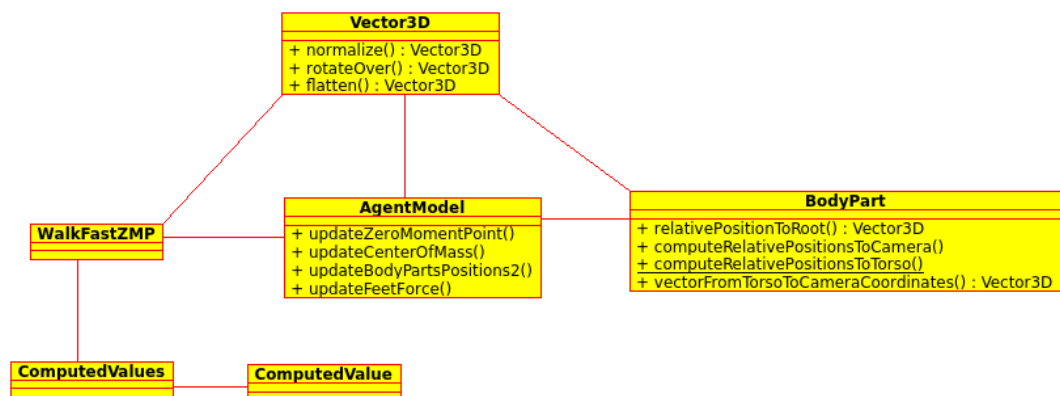 Vector3D
+ normalize() : Vector3D
+ rotateOver() : Vector3D
+ flatten() : Vector3D
WalkFastZMP
AgentModel
+ updateZeroMomentPoint()
+ updateCenterOfMass()
+ updateBodyPartsPositions2()
+ updateFeetForce()
BodyPart
+ relativePositionToRoot() : Vector3D
+ computeRelativePositionsToCamera()
+ computeRelativePositionsToTorso()
+ vectorFromTorsoToCameraCoordinates() : Vector3D
ComputedValues
ComputedValue